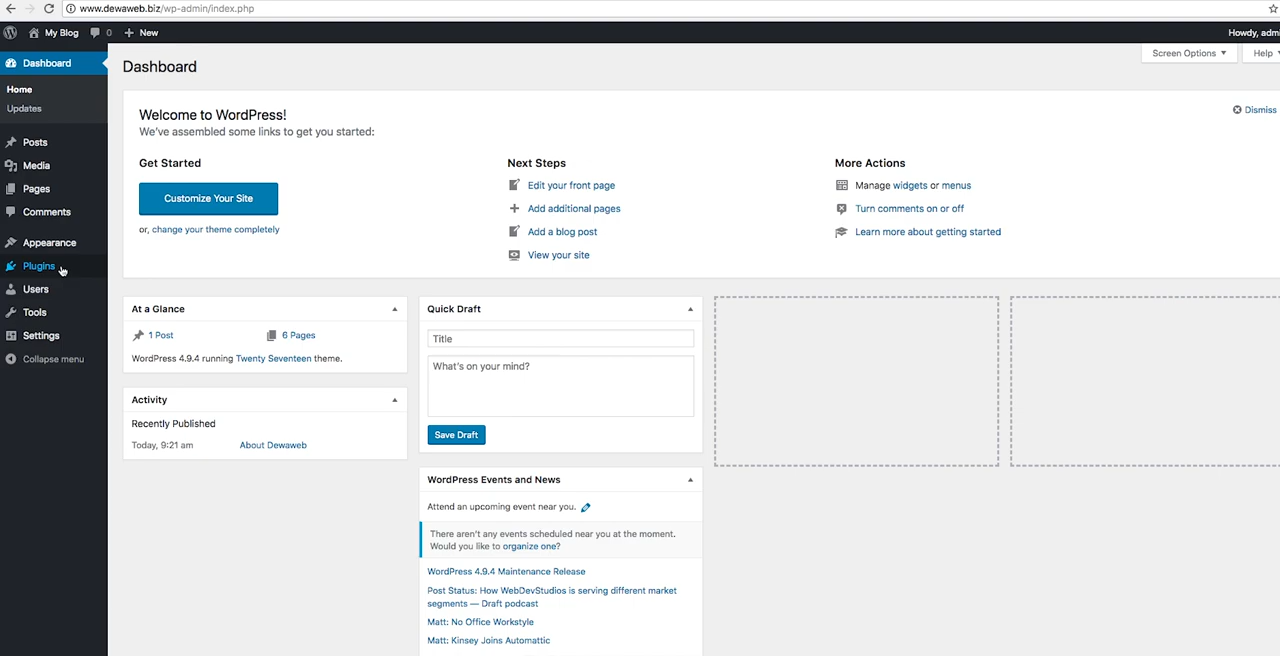 www.dewaweb.biz/wp-admin/index.php
My Blog 0 New
Howdy,
Dashboard
Home
Updates
Posts
Media
Pages
Comments
Appearance
Plugins
Users
Tools
Settings
Collapse menu
Dashboard
Screen Options ▼
Help
Welcome to WordPress!
We've assembled some links to get you started:
Dismiss
Get Started
Customize Your Site
or, change your theme completely
Next Steps
Edit your front page
Add additional pages
Add a blog post
View your site
More Actions
Manage widgets or menus
Turn comments on or off
Learn more about getting started
At a Glance
1 Post
6 Pages
WordPress 4.9.4 running Twenty Seventeen theme.
Activity
Recently Published
Today, 9:21 am About Dewaweb
Quick Draft
Title
What's on your mind?
Save Draft
WordPress Events and News
Attend an upcoming event near you.
There aren't any events scheduled near you at the moment.
Would you like to organize one?
WordPress 4.9.4 Maintenance Release
Post Status: How WebDevStudios is serving different market
segments — Draft podcast
Matt: No Office Workstyle
Matt: Kinsey Joins Automattic